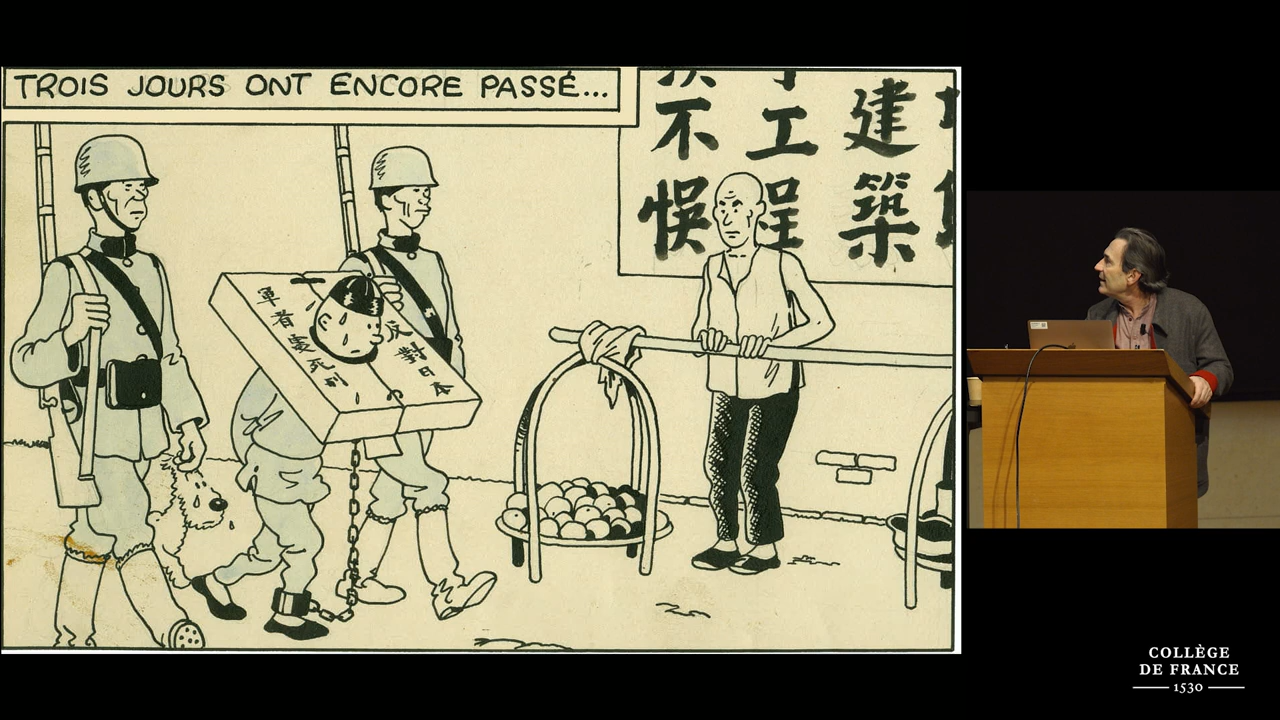 TROIS JOURS ONT ENCORE PASSÉ...
建築
工程
不悞
反對日本
軍者處死刑
COLLÈGE
DE FRANCE
1530